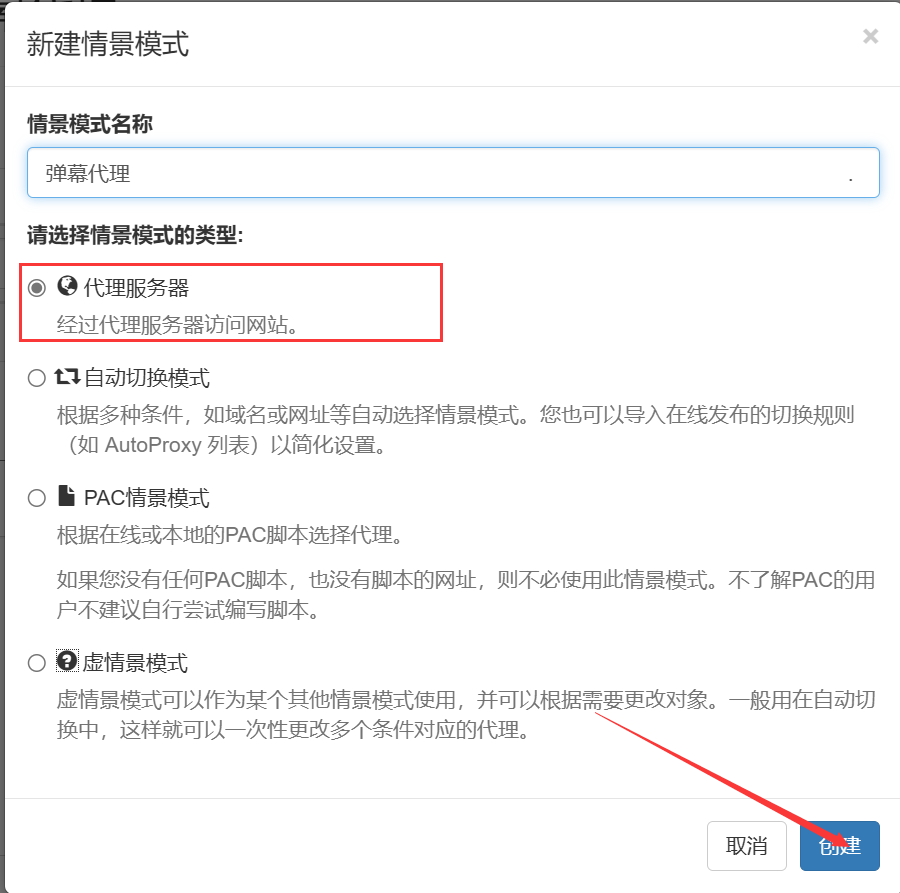 新建情景模式
×
情景模式名称
弹幕代理
.
请选择情景模式的类型:
代理服务器
经过代理服务器访问网站。
自动切换模式
根据多种条件，如域名或网址等自动选择情景模式。您也可以导入在线发布的切换规则
（如 AutoProxy 列表）以简化设置。
PAC情景模式
根据在线或本地的PAC脚本选择代理。
如果您没有任何PAC脚本，也没有脚本的网址，则不必使用此情景模式。不了解PAC的用
户不建议自行尝试编写脚本。
虚情景模式
虚情景模式可以作为某个其他情景模式使用，并可以根据需要更改对象。一般用在自动切
换中，这样就可以一次性更改多个条件对应的代理。
取消
创建